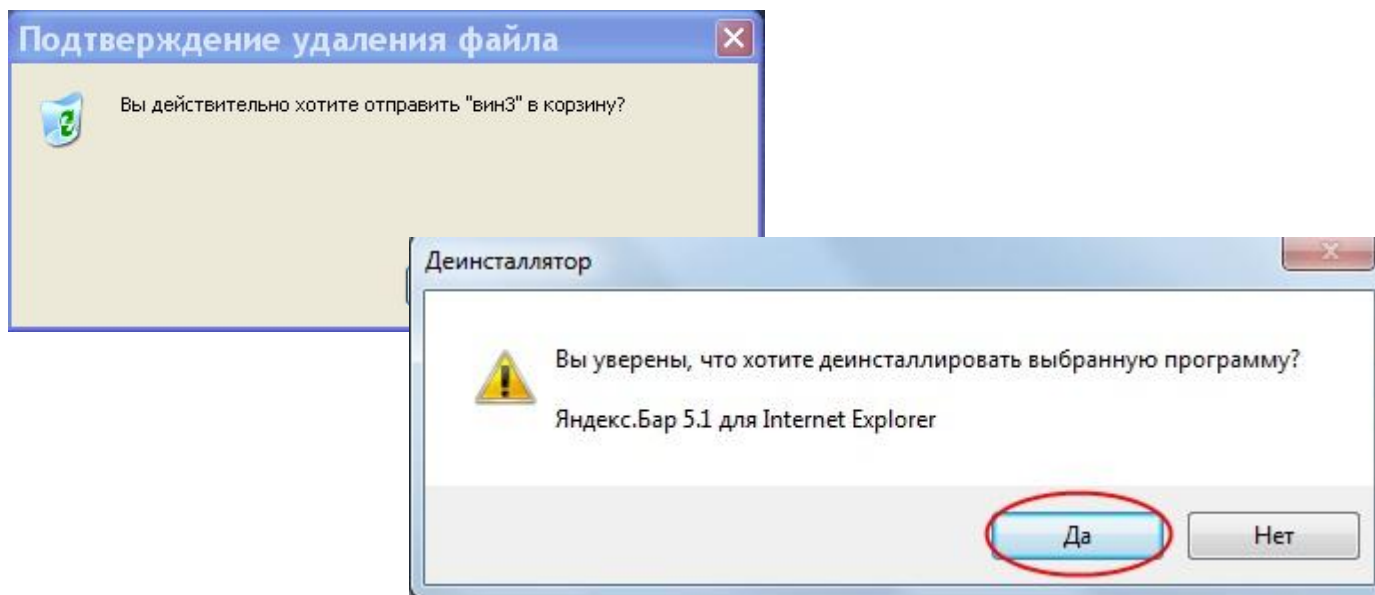 Подтверждение удаления файла
Вы действительно хотите отправить "вин3" в корзину?
Деинсталлятор
Вы уверены, что хотите деинсталлировать выбранную программу?
Яндекс.Бар 5.1 для Internet Explorer
Да
Нет